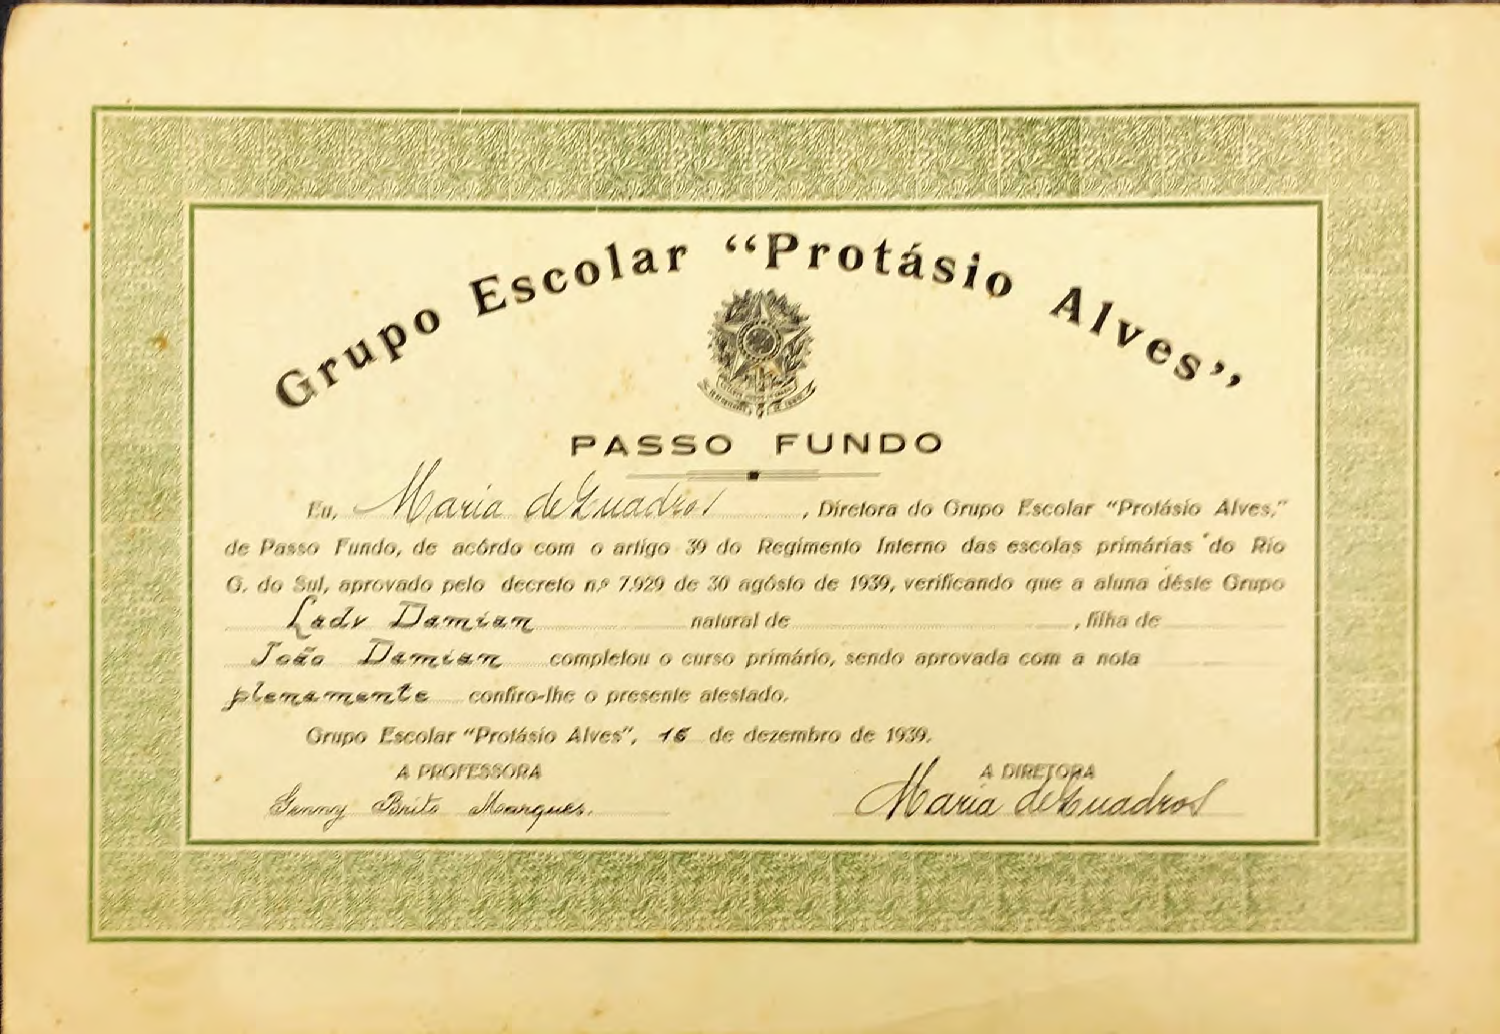 Grupo Escolar “Protásio Alves”,
PASSO FUNDO
Eu, Maria de Quadros, Diretora do Grupo Escolar “Protásio Alves,”
de Passo Fundo, de acôrdo com o artigo 39 do Regimento Interno das escolas primárias do Rio
G. do Sul, aprovado pelo decreto n.º 7.929 de 30 agôsto de 1939, verificando que a aluna dêste Grupo
Lady Damian natural de , filha de
João Damian completou o curso primário, sendo aprovada com a nota
plenamente confiro-lhe o presente atestado.
Grupo Escolar “Protásio Alves”, 16 de dezembro de 1939.
A PROFESSORA A DIRETORA
Genny Brito Marques. Maria de Quadros